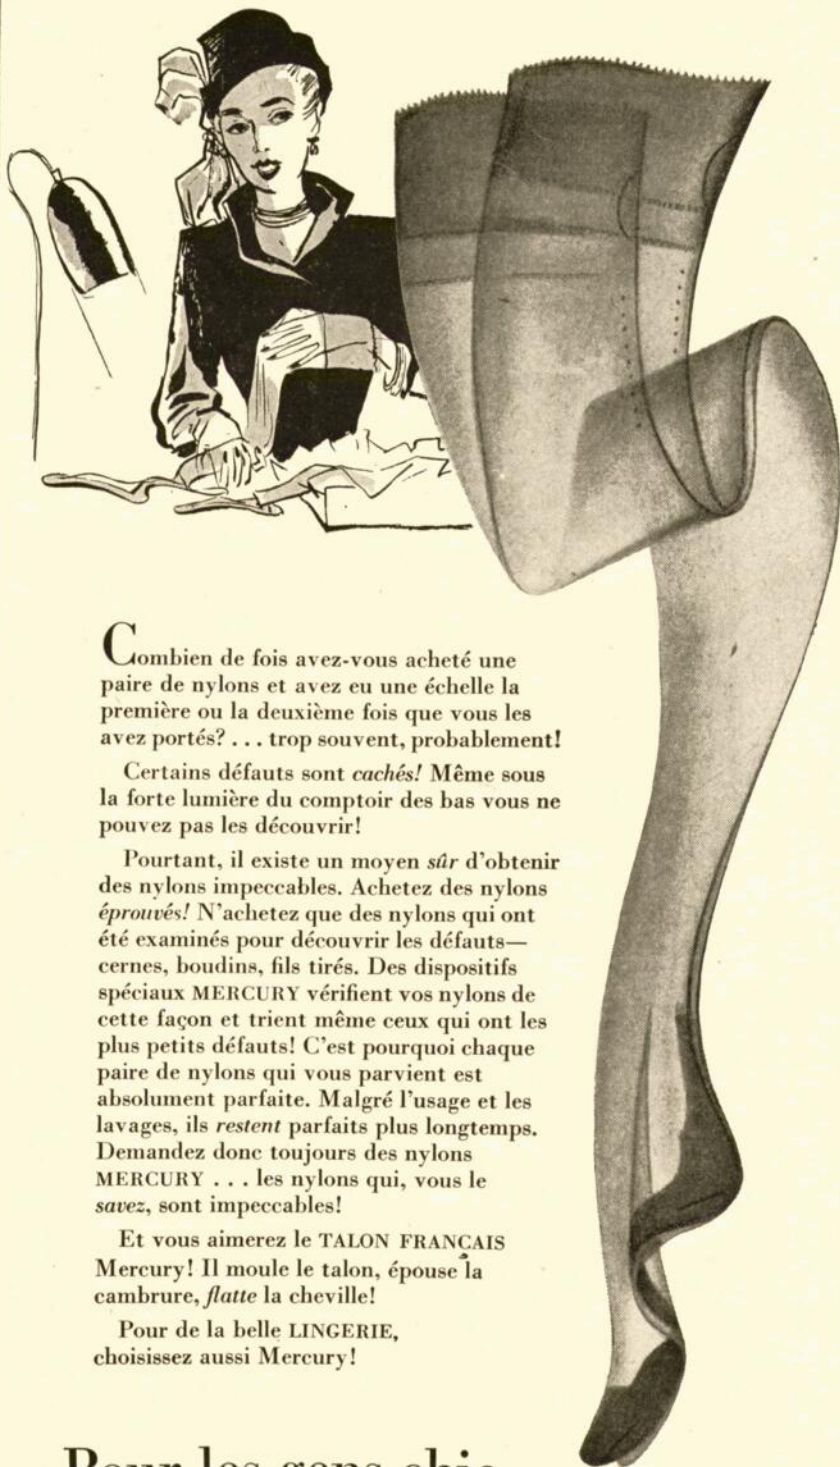 Combien de fois avez-vous acheté une
paire de nylons et avez eu une échelle la
première ou la deuxième fois que vous les
avez portés? . . . trop souvent, probablement!
Certains défauts sont cachés! Même sous
la forte lumière du comptoir des bas vous ne
pouvez pas les découvrir!
Pourtant, il existe un moyen sûr d'obtenir
des nylons impeccables. Achetez des nylons
éprouvés! N'achetez que des nylons qui ont
été examinés pour découvrir les défauts—
cernes, boudins, fils tirés. Des dispositifs
spéciaux MERCURY vérifient vos nylons de
cette façon et trient même ceux qui ont les
plus petits défauts! C'est pourquoi chaque
paire de nylons qui vous parvient est
absolument parfaite. Malgré l'usage et les
lavages, ils restent parfaits plus longtemps.
Demandez donc toujours des nylons
MERCURY . . . les nylons qui, vous le
savez, sont impeccables!
Et vous aimerez le TALON FRANÇAIS
Mercury! Il moule le talon, épouse la
cambrure, flatte la cheville!
Pour de la belle LINGERIE,
choisissez aussi Mercury!
Pour les gens chic